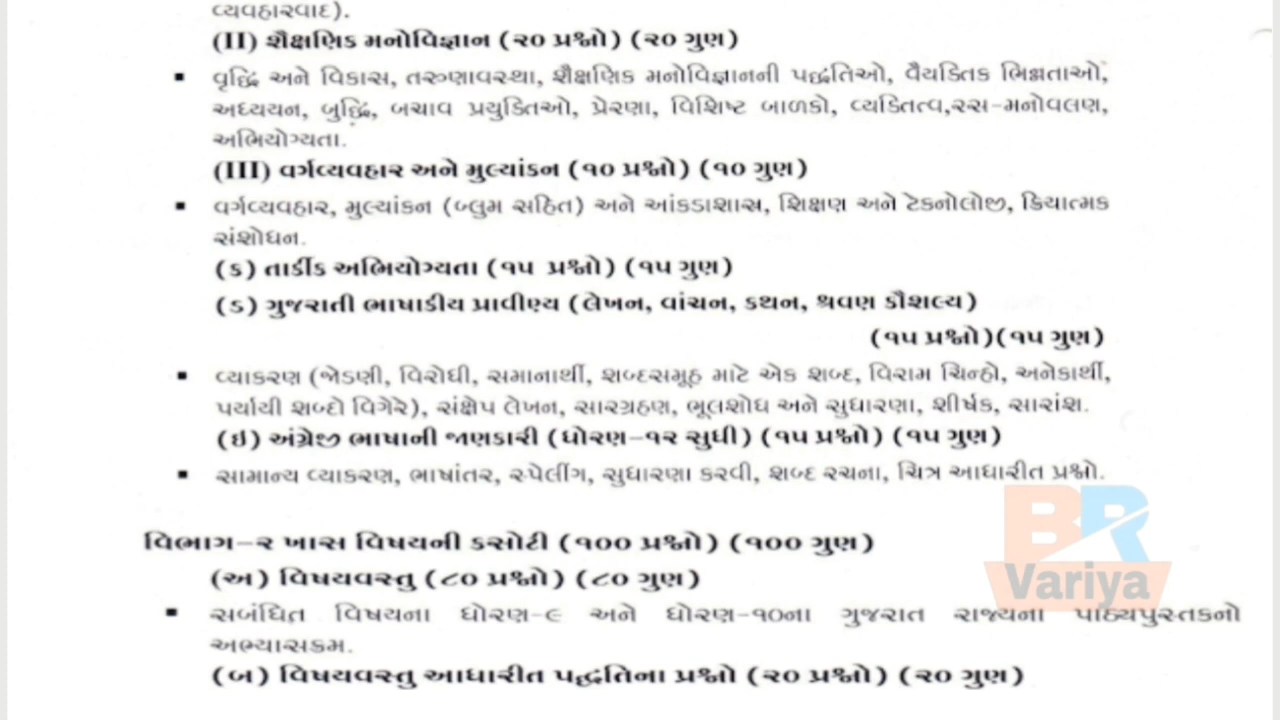 વ્યવહારવાદ).
(II) શૈક્ષણિક મનોવિજ્ઞાન (૨૦ પ્રશ્નો) (૨૦ ગુણ)
▪ વૃદ્ધિ અને વિકાસ, તરુણાવસ્થા, શૈક્ષણિક મનોવિજ્ઞાનની પદ્ધતિઓ, વૈયક્તિક ભિન્નતાઓ,
અધ્યયન, બુદ્ધિ, બચાવ પ્રયુક્તિઓ, પ્રેરણા, વિશિષ્ટ બાળકો, વ્યક્તિત્વ,રસ-મનોવલણ,
અભિયોગ્યતા.
(III) વર્ગવ્યવહાર અને મુલ્યાંકન (૧૦ પ્રશ્નો) (૧૦ ગુણ)
▪ વર્ગવ્યવહાર, મુલ્યાંકન (બ્લુમ સહિત) અને આંકડાશાસ, શિક્ષણ અને ટેકનોલોજી, ક્રિયાત્મક
સંશોધન.
(ક) તાર્કીક અભિયોગ્યતા (૧૫ પ્રશ્નો) (૧૫ ગુણ)
(ડ) ગુજરાતી ભાષાકીય પ્રાવીણ્ય (લેખન, વાંચન, કથન, શ્રવણ કૌશલ્ય)
(૧૫ પ્રશ્નો)(૧૫ ગુણ)
▪ વ્યાકરણ (જોડણી, વિરોધી, સમાનાર્થી, શબ્દસમૂહ માટે એક શબ્દ, વિરામ ચિન્હો, અનેકાર્થી,
પર્યાયી શબ્દો વિગેરે), સંક્ષેપ લેખન, સારગ્રહણ, ભૂલશોધ અને સુધારણા, શીર્ષક, સારાંશ.
(ઇ) અંગ્રેજી ભાષાની જાણકારી (ધોરણ-૧૨ સુધી) (૧૫ પ્રશ્નો) (૧૫ ગુણ)
▪ સામાન્ય વ્યાકરણ, ભાષાંતર, સ્પેલીંગ, સુધારણા કરવી, શબ્દ રચના, ચિત્ર આધારીત પ્રશ્નો.
વિભાગ-૨ ખાસ વિષયની કસોટી (૧૦૦ પ્રશ્નો) (૧૦૦ ગુણ)
(અ) વિષયવસ્તુ (૮૦ પ્રશ્નો) (૮૦ ગુણ)
▪ સબંધિત વિષયના ધોરણ-૯ અને ધોરણ-૧૦ના ગુજરાત રાજ્યના પાઠ્યપુસ્તકનો
અભ્યાસક્રમ.
(બ) વિષયવસ્તુ આધારીત પદ્ધતિના પ્રશ્નો (૨૦ પ્રશ્નો) (૨૦ ગુણ)
BR
Variya